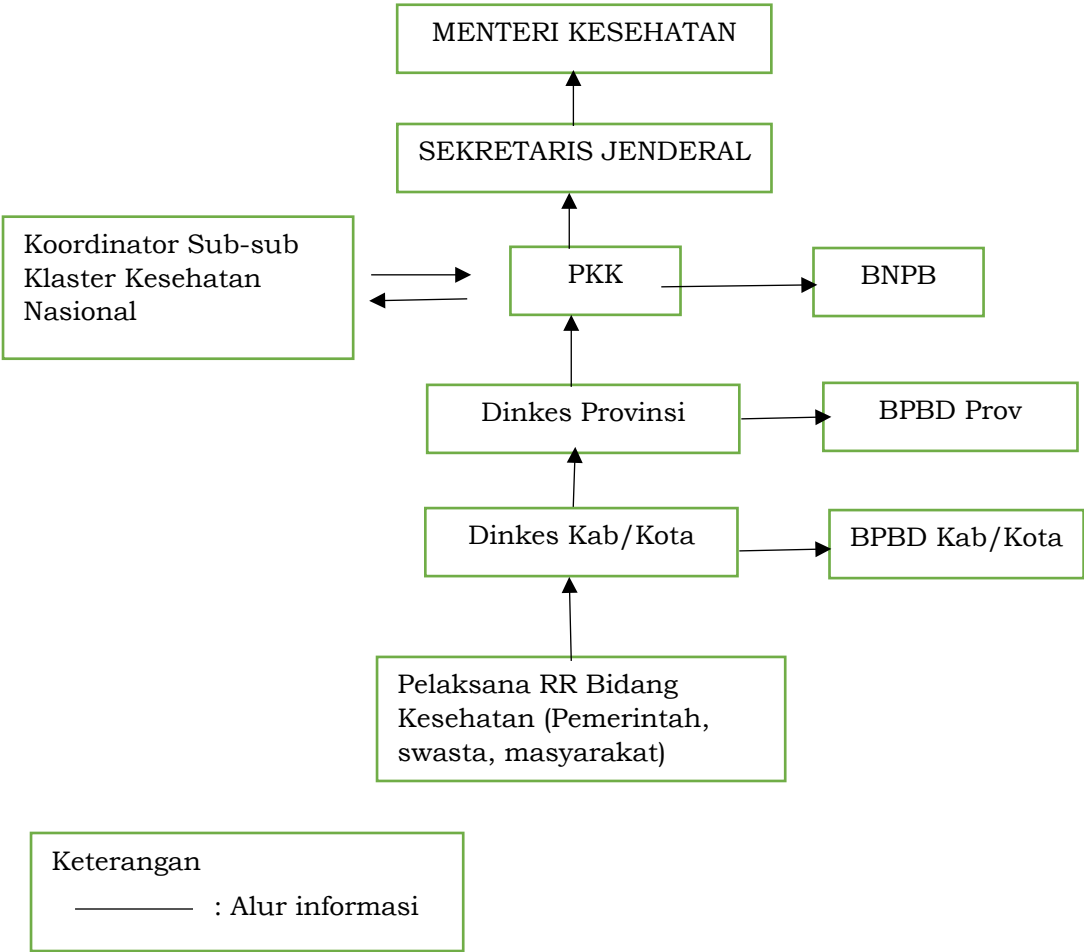 MENTERI KESEHATAN
SEKRETARIS JENDERAL
Koordinator Sub-sub
Klaster Kesehatan
Nasional
PKK
BNPB
Dinkes Provinsi
BPBD Prov
Dinkes Kab/Kota
BPBD Kab/Kota
Pelaksana RR Bidang
Kesehatan (Pemerintah,
swasta, masyarakat)
Keterangan
: Alur informasi